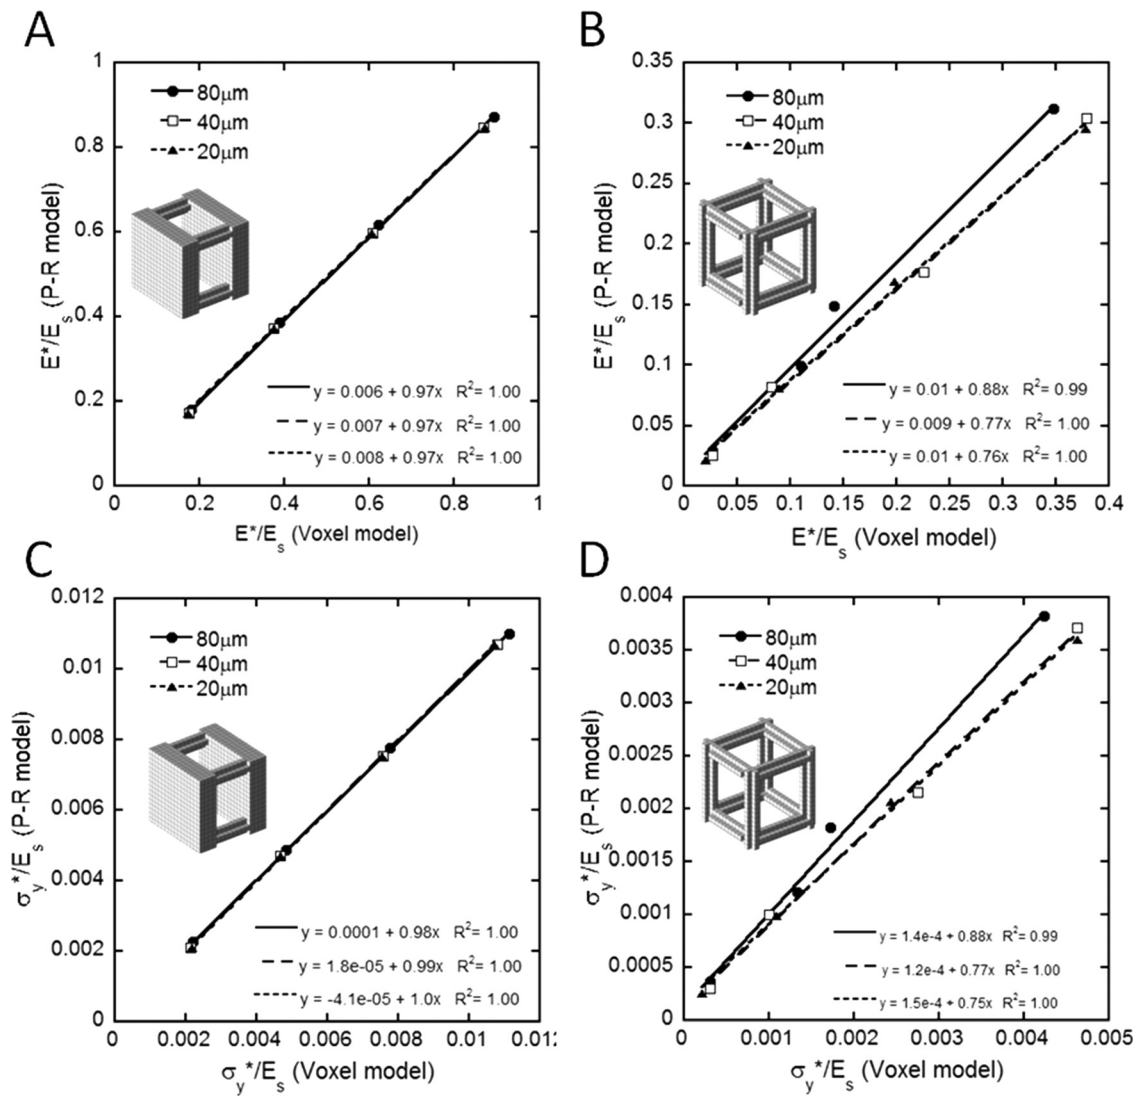 A
1
0.8
0.6
0.4
0.2
0
E*/Es (P-R model)
80μm
40μm
20μm
y = 0.006 + 0.97x R²= 1.00
y = 0.007 + 0.97x R²= 1.00
y = 0.008 + 0.97x R²= 1.00
0 0.2 0.4 0.6 0.8 1
E*/Es (Voxel model)
B
0.35
0.3
0.25
0.2
0.15
0.1
0.05
0
E*/Es (P-R model)
80μm
40μm
20μm
y = 0.01 + 0.88x R²= 0.99
y = 0.009 + 0.77x R²= 1.00
y = 0.01 + 0.76x R²= 1.00
0 0.05 0.1 0.15 0.2 0.25 0.3 0.35 0.4
E*/Es (Voxel model)
C
0.012
0.01
0.008
0.006
0.004
0.002
0
σy*/Es (P-R model)
80μm
40μm
20μm
y = 0.0001 + 0.98x R²= 1.00
y = 1.8e-05 + 0.99x R²= 1.00
y = -4.1e-05 + 1.0x R²= 1.00
0 0.002 0.004 0.006 0.008 0.01 0.01
σy*/Es (Voxel model)
D
0.004
0.0035
0.003
0.0025
0.002
0.0015
0.001
0.0005
0
σy*/Es (P-R model)
80μm
40μm
20μm
y = 1.4e-4 + 0.88x R²= 0.99
y = 1.2e-4 + 0.77x R²= 1.00
y = 1.5e-4 + 0.75x R²= 1.00
0 0.001 0.002 0.003 0.004 0.005
σy*/Es (Voxel model)